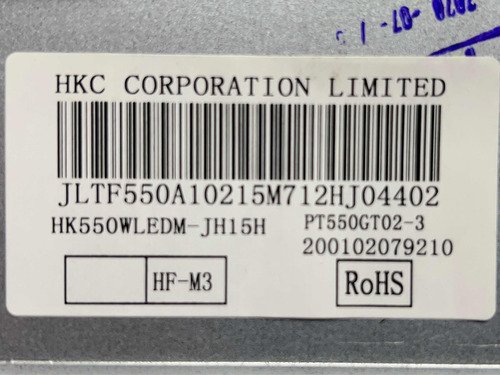 HKC CORPORATION LIMITED
JLTF550A10215M712HJ04402
HK550WLEDM-JH15H PT550GT02-3
200102079210
HF-M3 RoHS